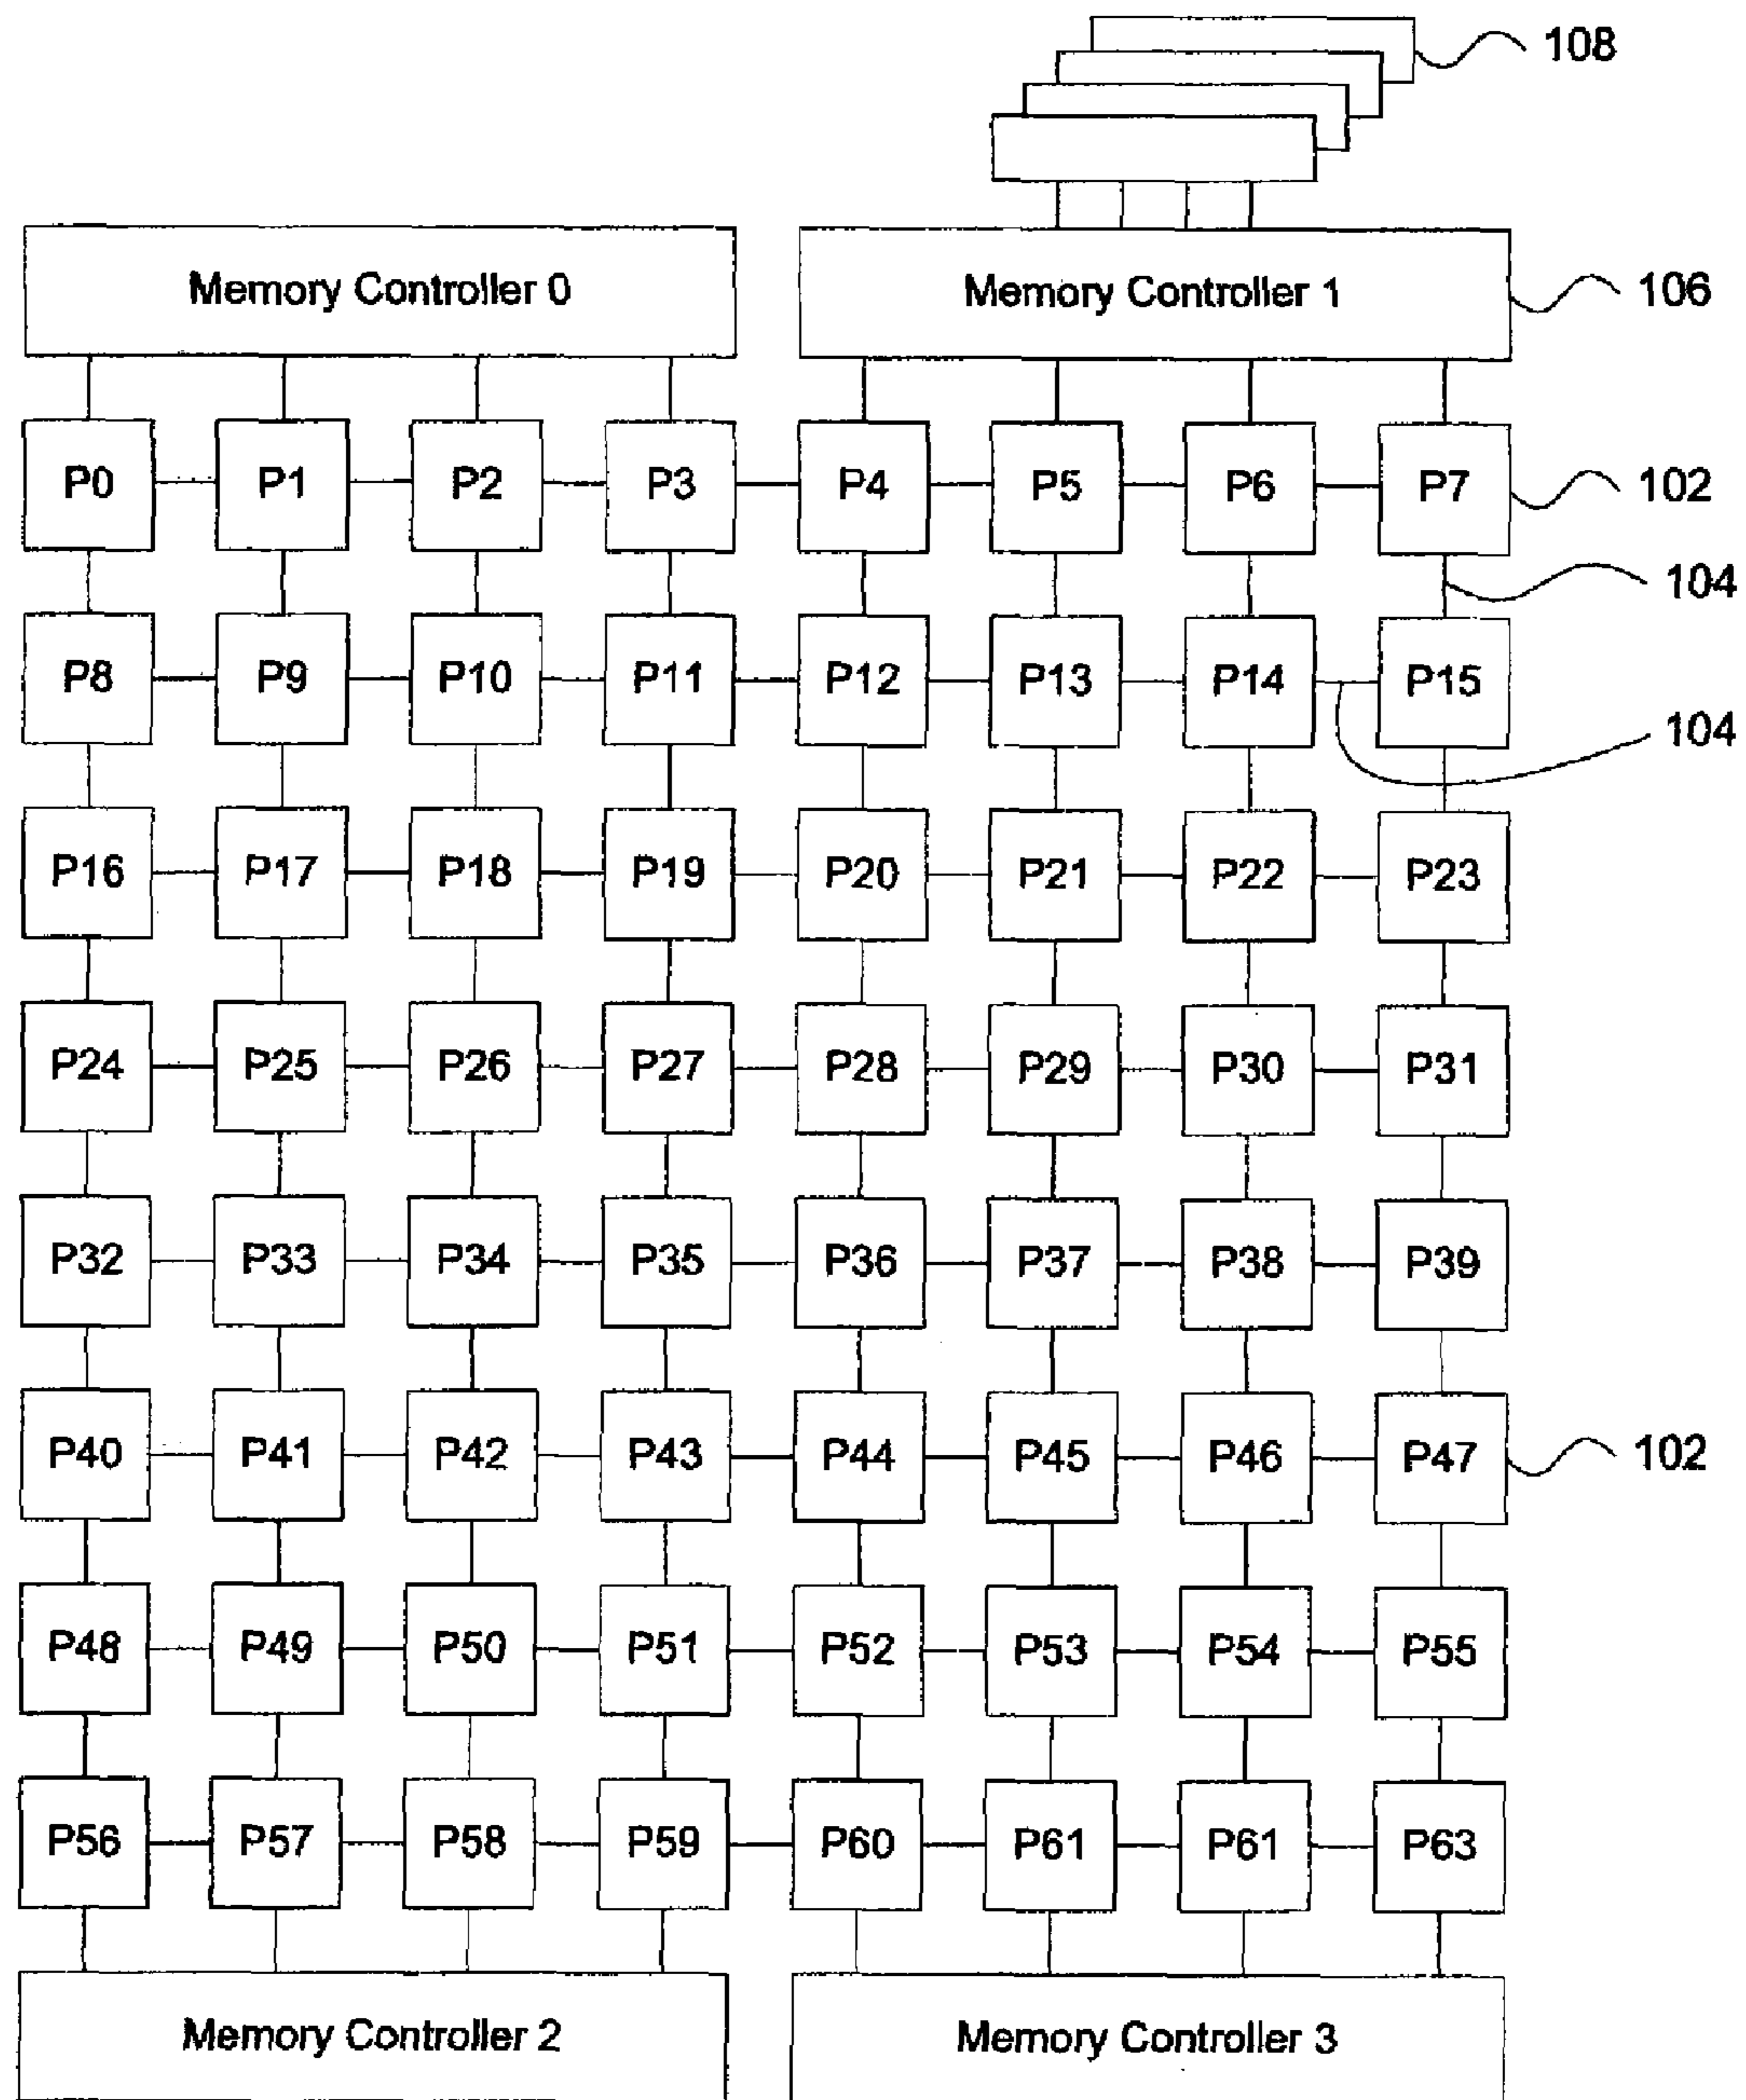 108
Memory Controller 0 Memory Controller 1 106
P0 P1 P2 P3 P4 P5 P6 P7 102
104
P8 P9 P10 P11 P12 P13 P14 P15
104
P16 P17 P18 P19 P20 P21 P22 P23
P24 P25 P26 P27 P28 P29 P30 P31
P32 P33 P34 P35 P36 P37 P38 P39
P40 P41 P42 P43 P44 P45 P46 P47 102
P48 P49 P50 P51 P52 P53 P54 P55
P56 P57 P58 P59 P60 P61 P61 P63
Memory Controller 2 Memory Controller 3